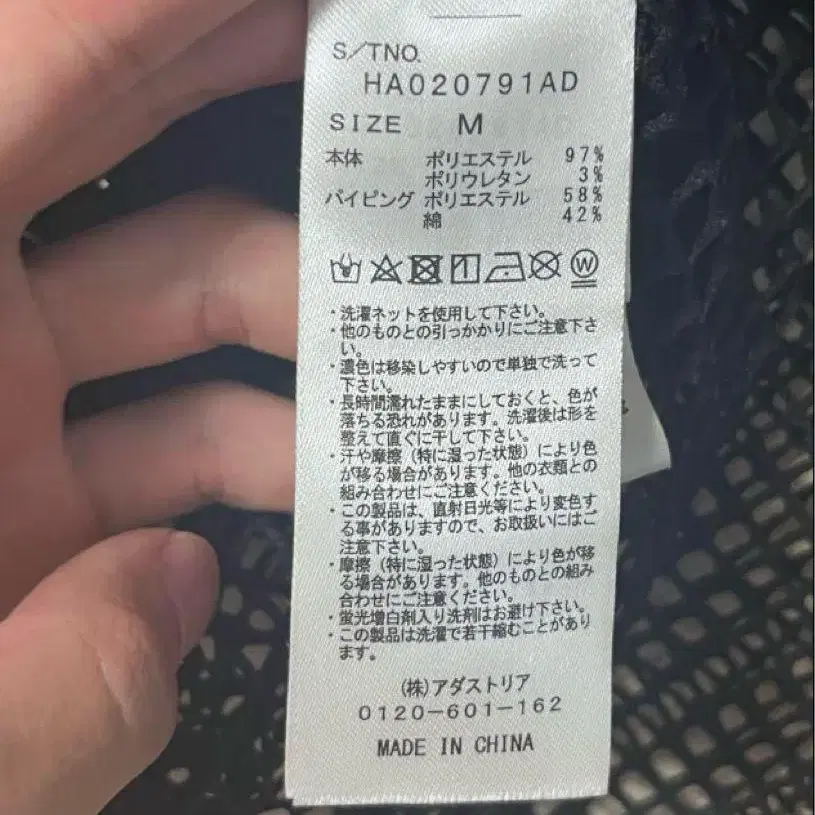 S/TNO.
HA020791AD
SIZE M
本体 ポリエステル 97%
ポリウレタン 3%
パイピング ポリエステル 58%
綿 42%
W
・洗濯ネットを使用して下さい。
・他のものとの引っかかりにご注意下さ
い。
・濃色は移染しやすいので単独で洗って
下さい。
・長時間濡れたままにしておくと、色が
落ちる恐れがあります。洗濯後は形を
整えて直ぐに干して下さい。
・汗や摩擦（特に湿った状態）により色
が移る場合があります。他の衣類との
組み合わせにご注意ください。
・この製品は、直射日光等により変色す
る事がありますので、お取扱いにはご
注意下さい。
・摩擦（特に湿った状態）により色が移
る場合があります。他のものとの組み
合わせにご注意ください。
・蛍光増白剤入り洗剤はお避け下さい。
・この製品は洗濯で若干縮むことがあり
ます。
(株)アダストリア
0120-601-162
MADE IN CHINA